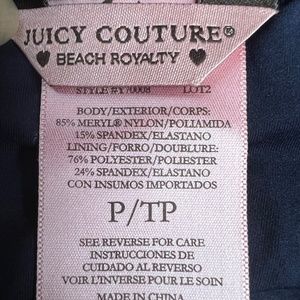 JUICY COUTURE®
♥ BEACH ROYALTY ♥
STYLE #Y70008 LOT2
BODY/EXTERIOR/CORPS:
85% MERYL® NYLON/POLIAMIDA
15% SPANDEX/ELASTANO
LINING/FORRO/DOUBLURE:
76% POLYESTER/POLIESTER
24% SPANDEX/ELASTANO
CON INSUMOS IMPORTADOS
P/TP
SEE REVERSE FOR CARE
INSTRUCCIONES DE
CUIDADO AL REVERSO
VOIR L'INVERSE POUR LE SOIN
MADE IN CHINA